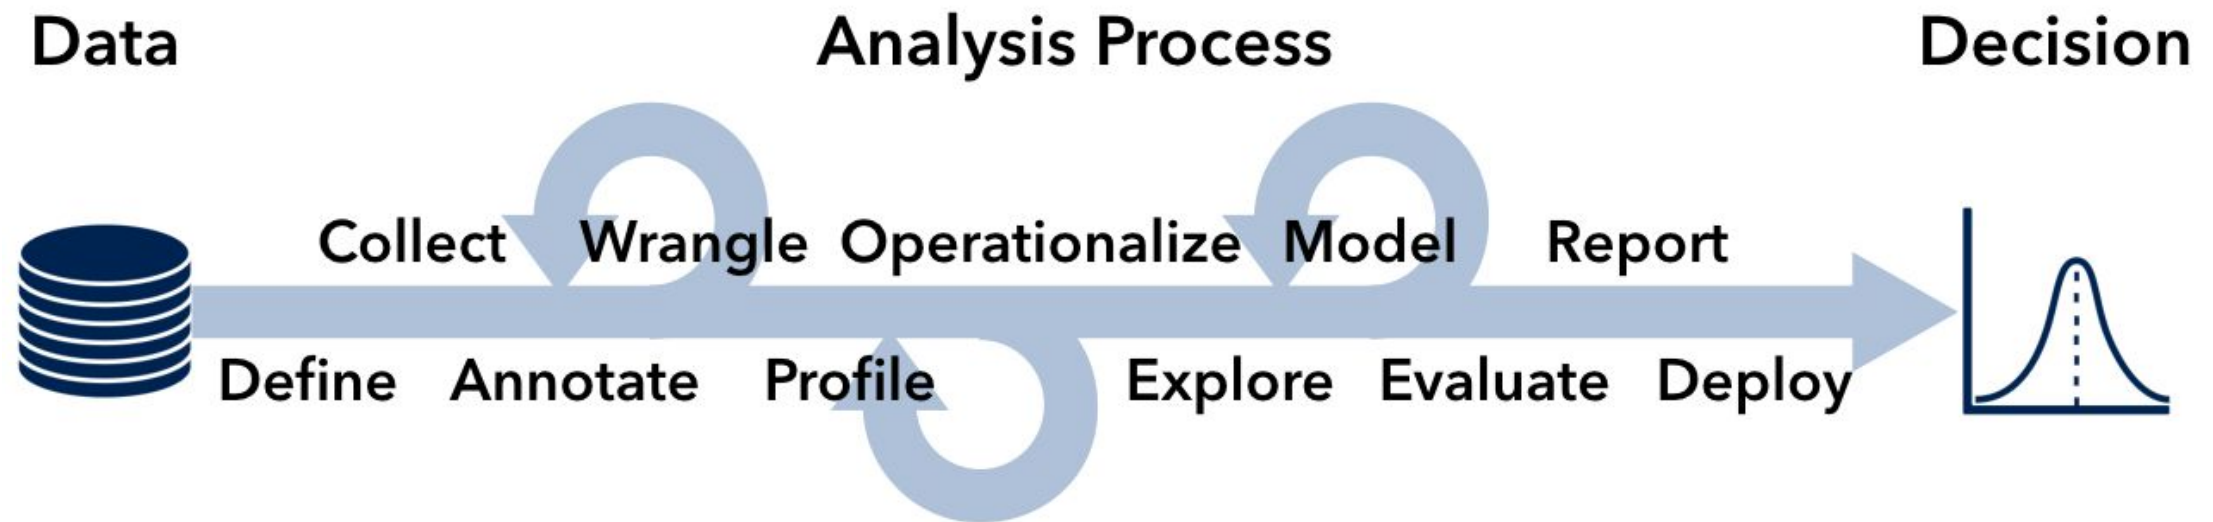 Data
Analysis Process
Decision
Collect
Wrangle
Operationalize
Model
Report
Define
Annotate
Profile
Explore
Evaluate
Deploy